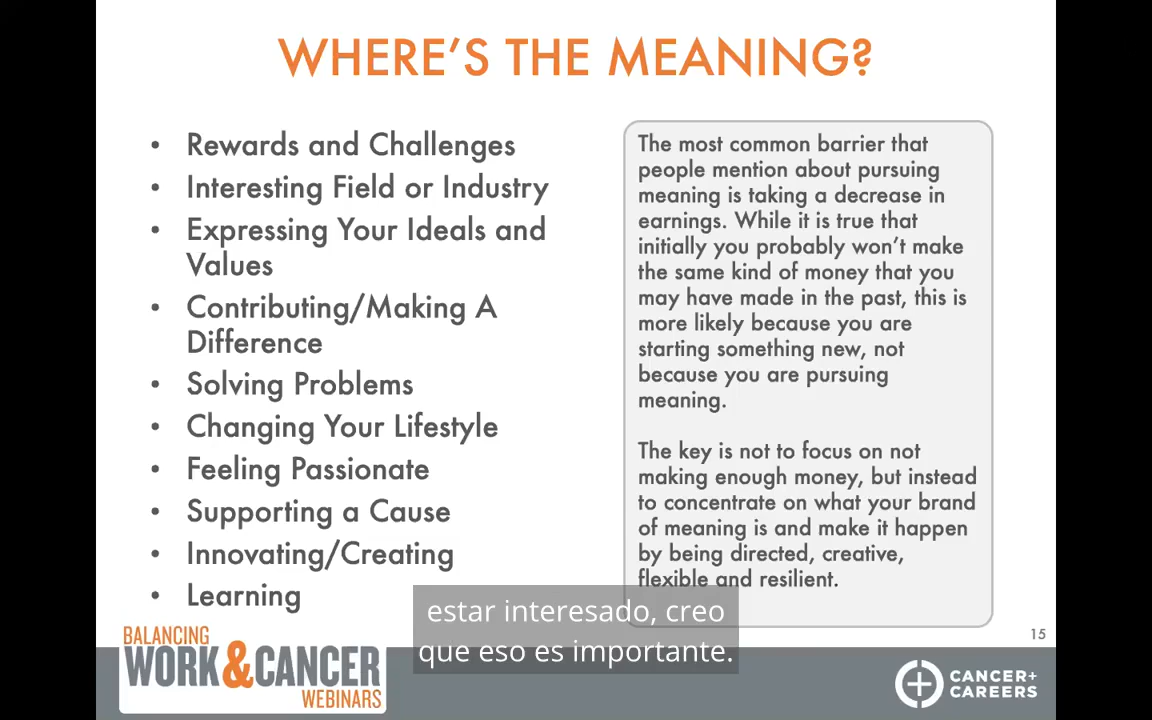 WHERE'S THE MEANING?
• Rewards and Challenges
• Interesting Field or Industry
• Expressing Your Ideals and
Values
• Contributing/Making A
Difference
• Solving Problems
• Changing Your Lifestyle
• Feeling Passionate
• Supporting a Cause
• Innovating/Creating
• Learning
The most common barrier that
people mention about pursuing
meaning is taking a decrease in
earnings. While it is true that
initially you probably won't make
the same kind of money that you
may have made in the past, this is
more likely because you are
starting something new, not
because you are pursuing
meaning.
The key is not to focus on not
making enough money, but instead
to concentrate on what your brand
of meaning is and make it happen
by being directed, creative,
flexible and resilient.
estar interesado, creo
que eso es importante.
15
BALANCING
WORK&CANCER
WEBINARS
CANCER+
CAREERS